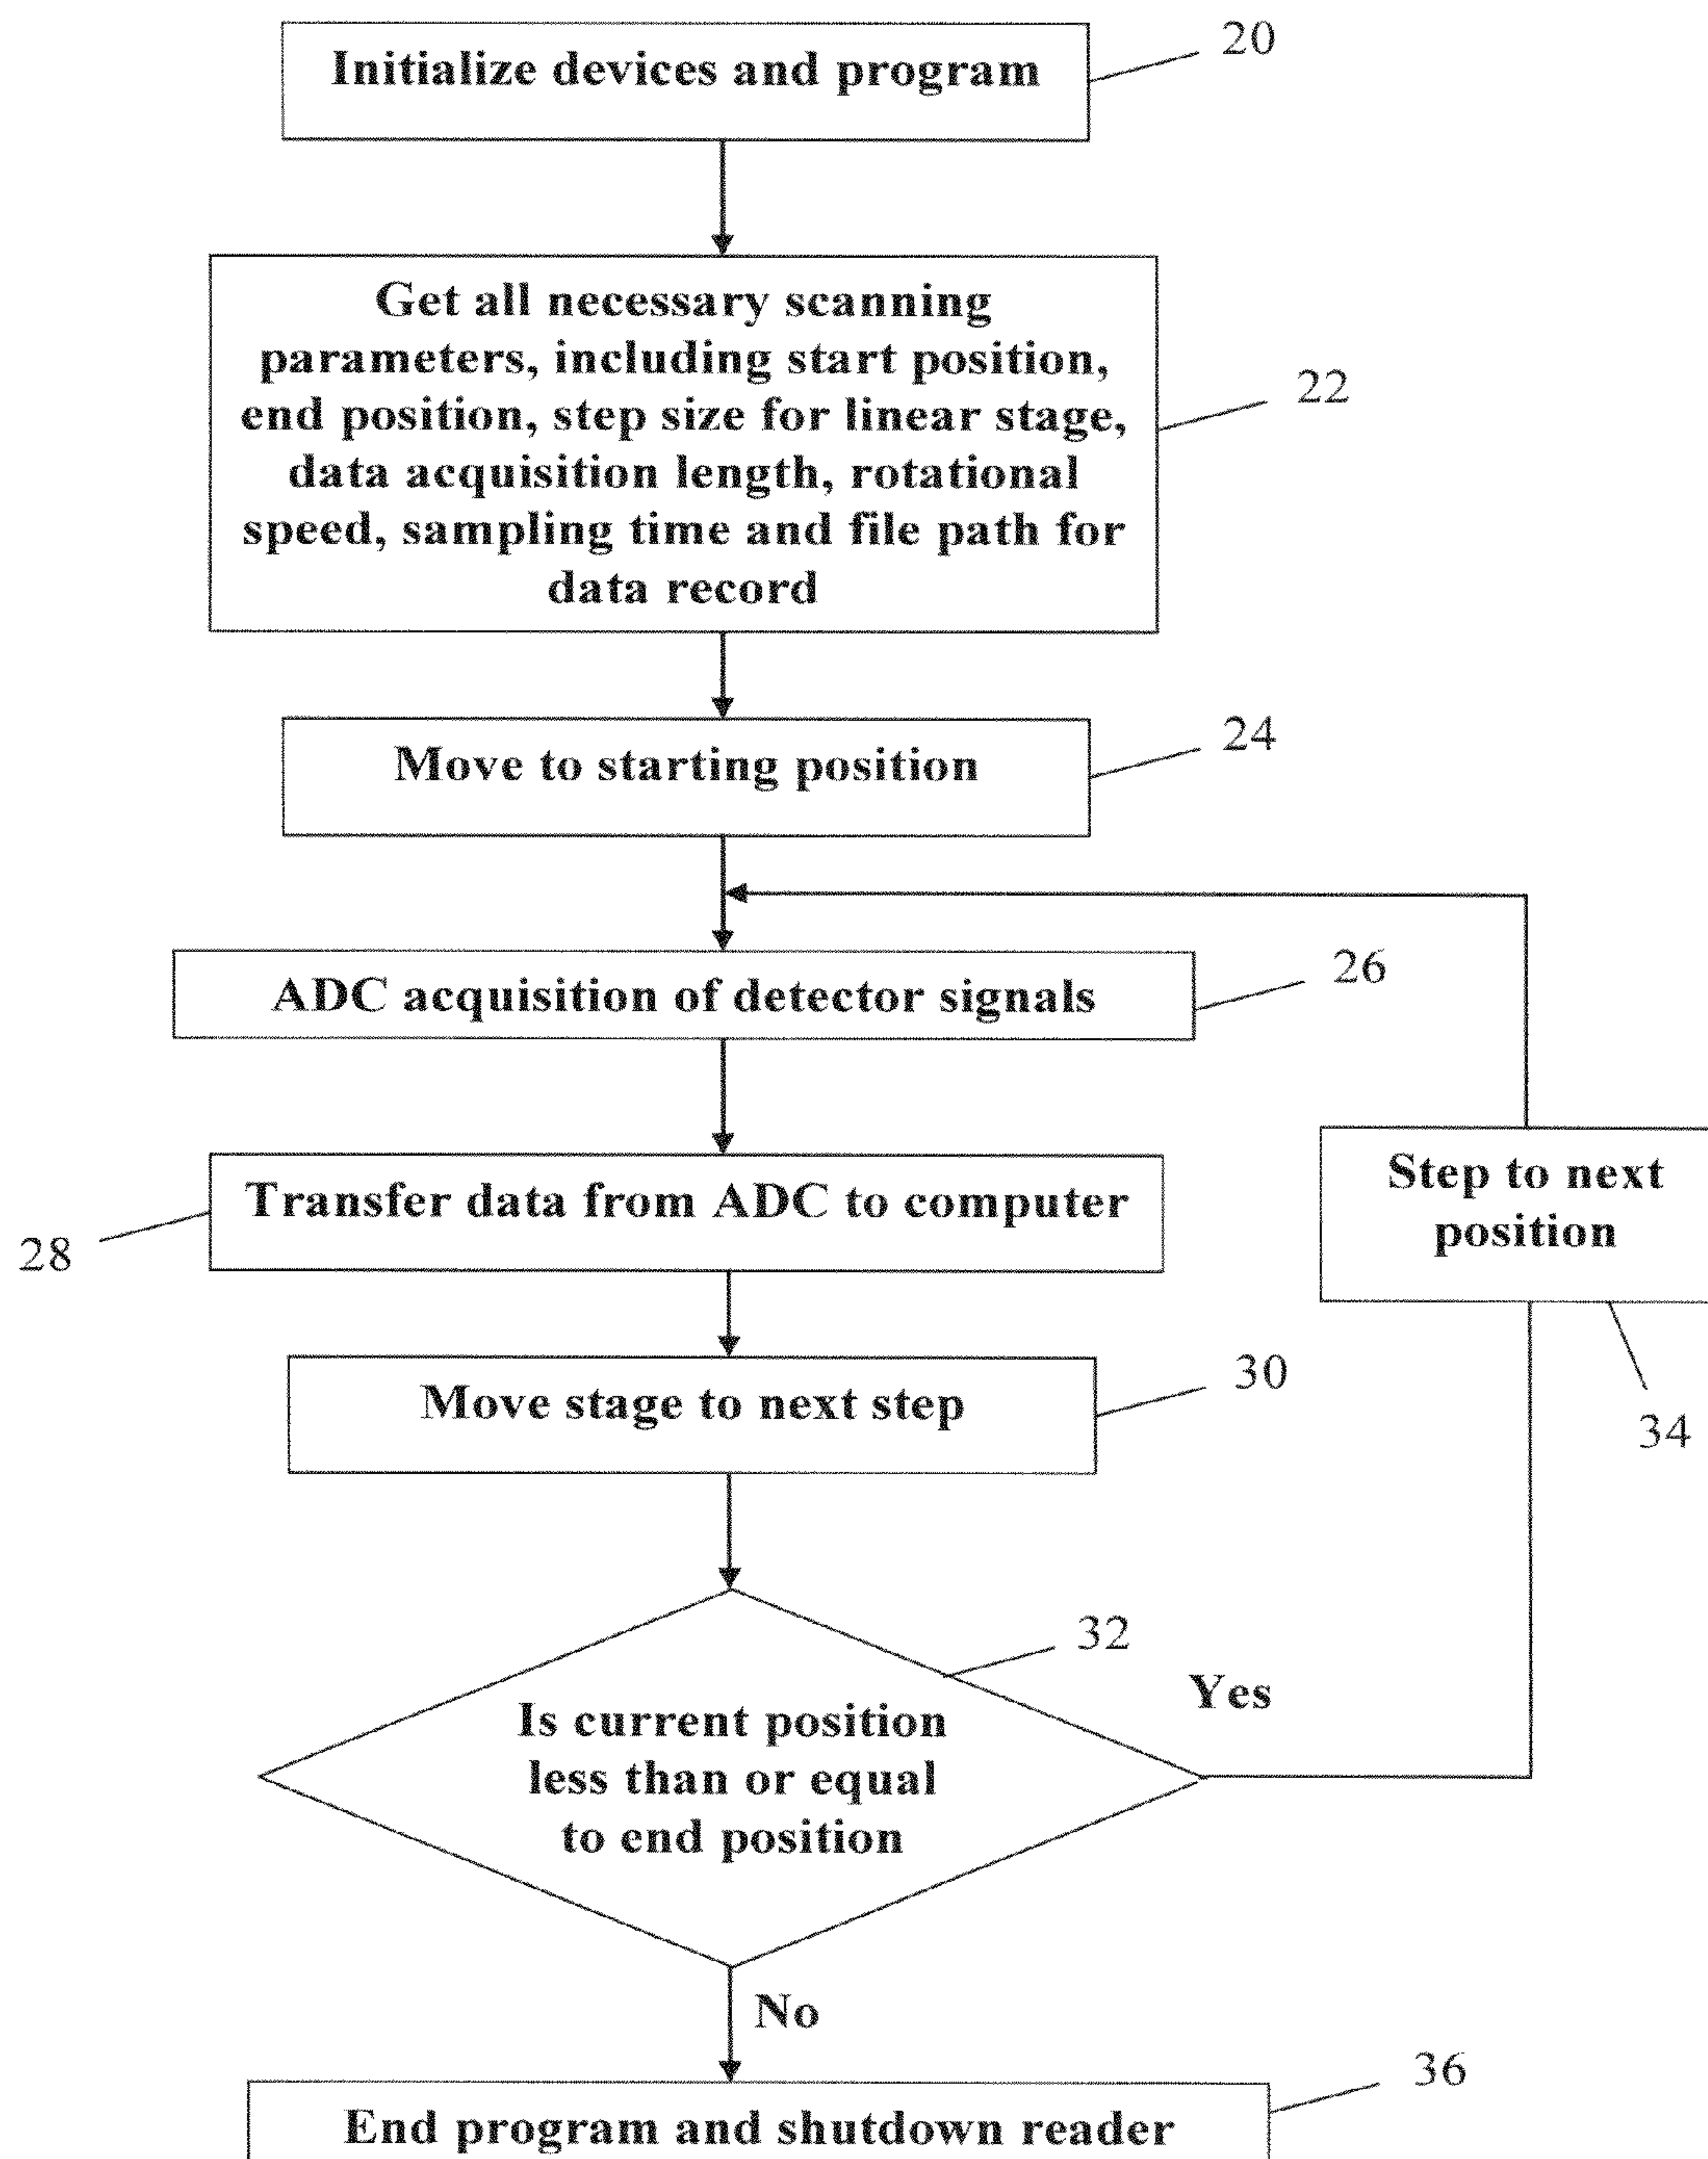 Initialize devices and program
20
Get all necessary scanning
parameters, including start position,
end position, step size for linear stage,
data acquisition length, rotational
speed, sampling time and file path for
data record
22
Move to starting position
24
ADC acquisition of detector signals
26
Transfer data from ADC to computer
28
Step to next
position
34
Move stage to next step
30
32
Is current position
less than or equal
to end position
Yes
No
End program and shutdown reader
36